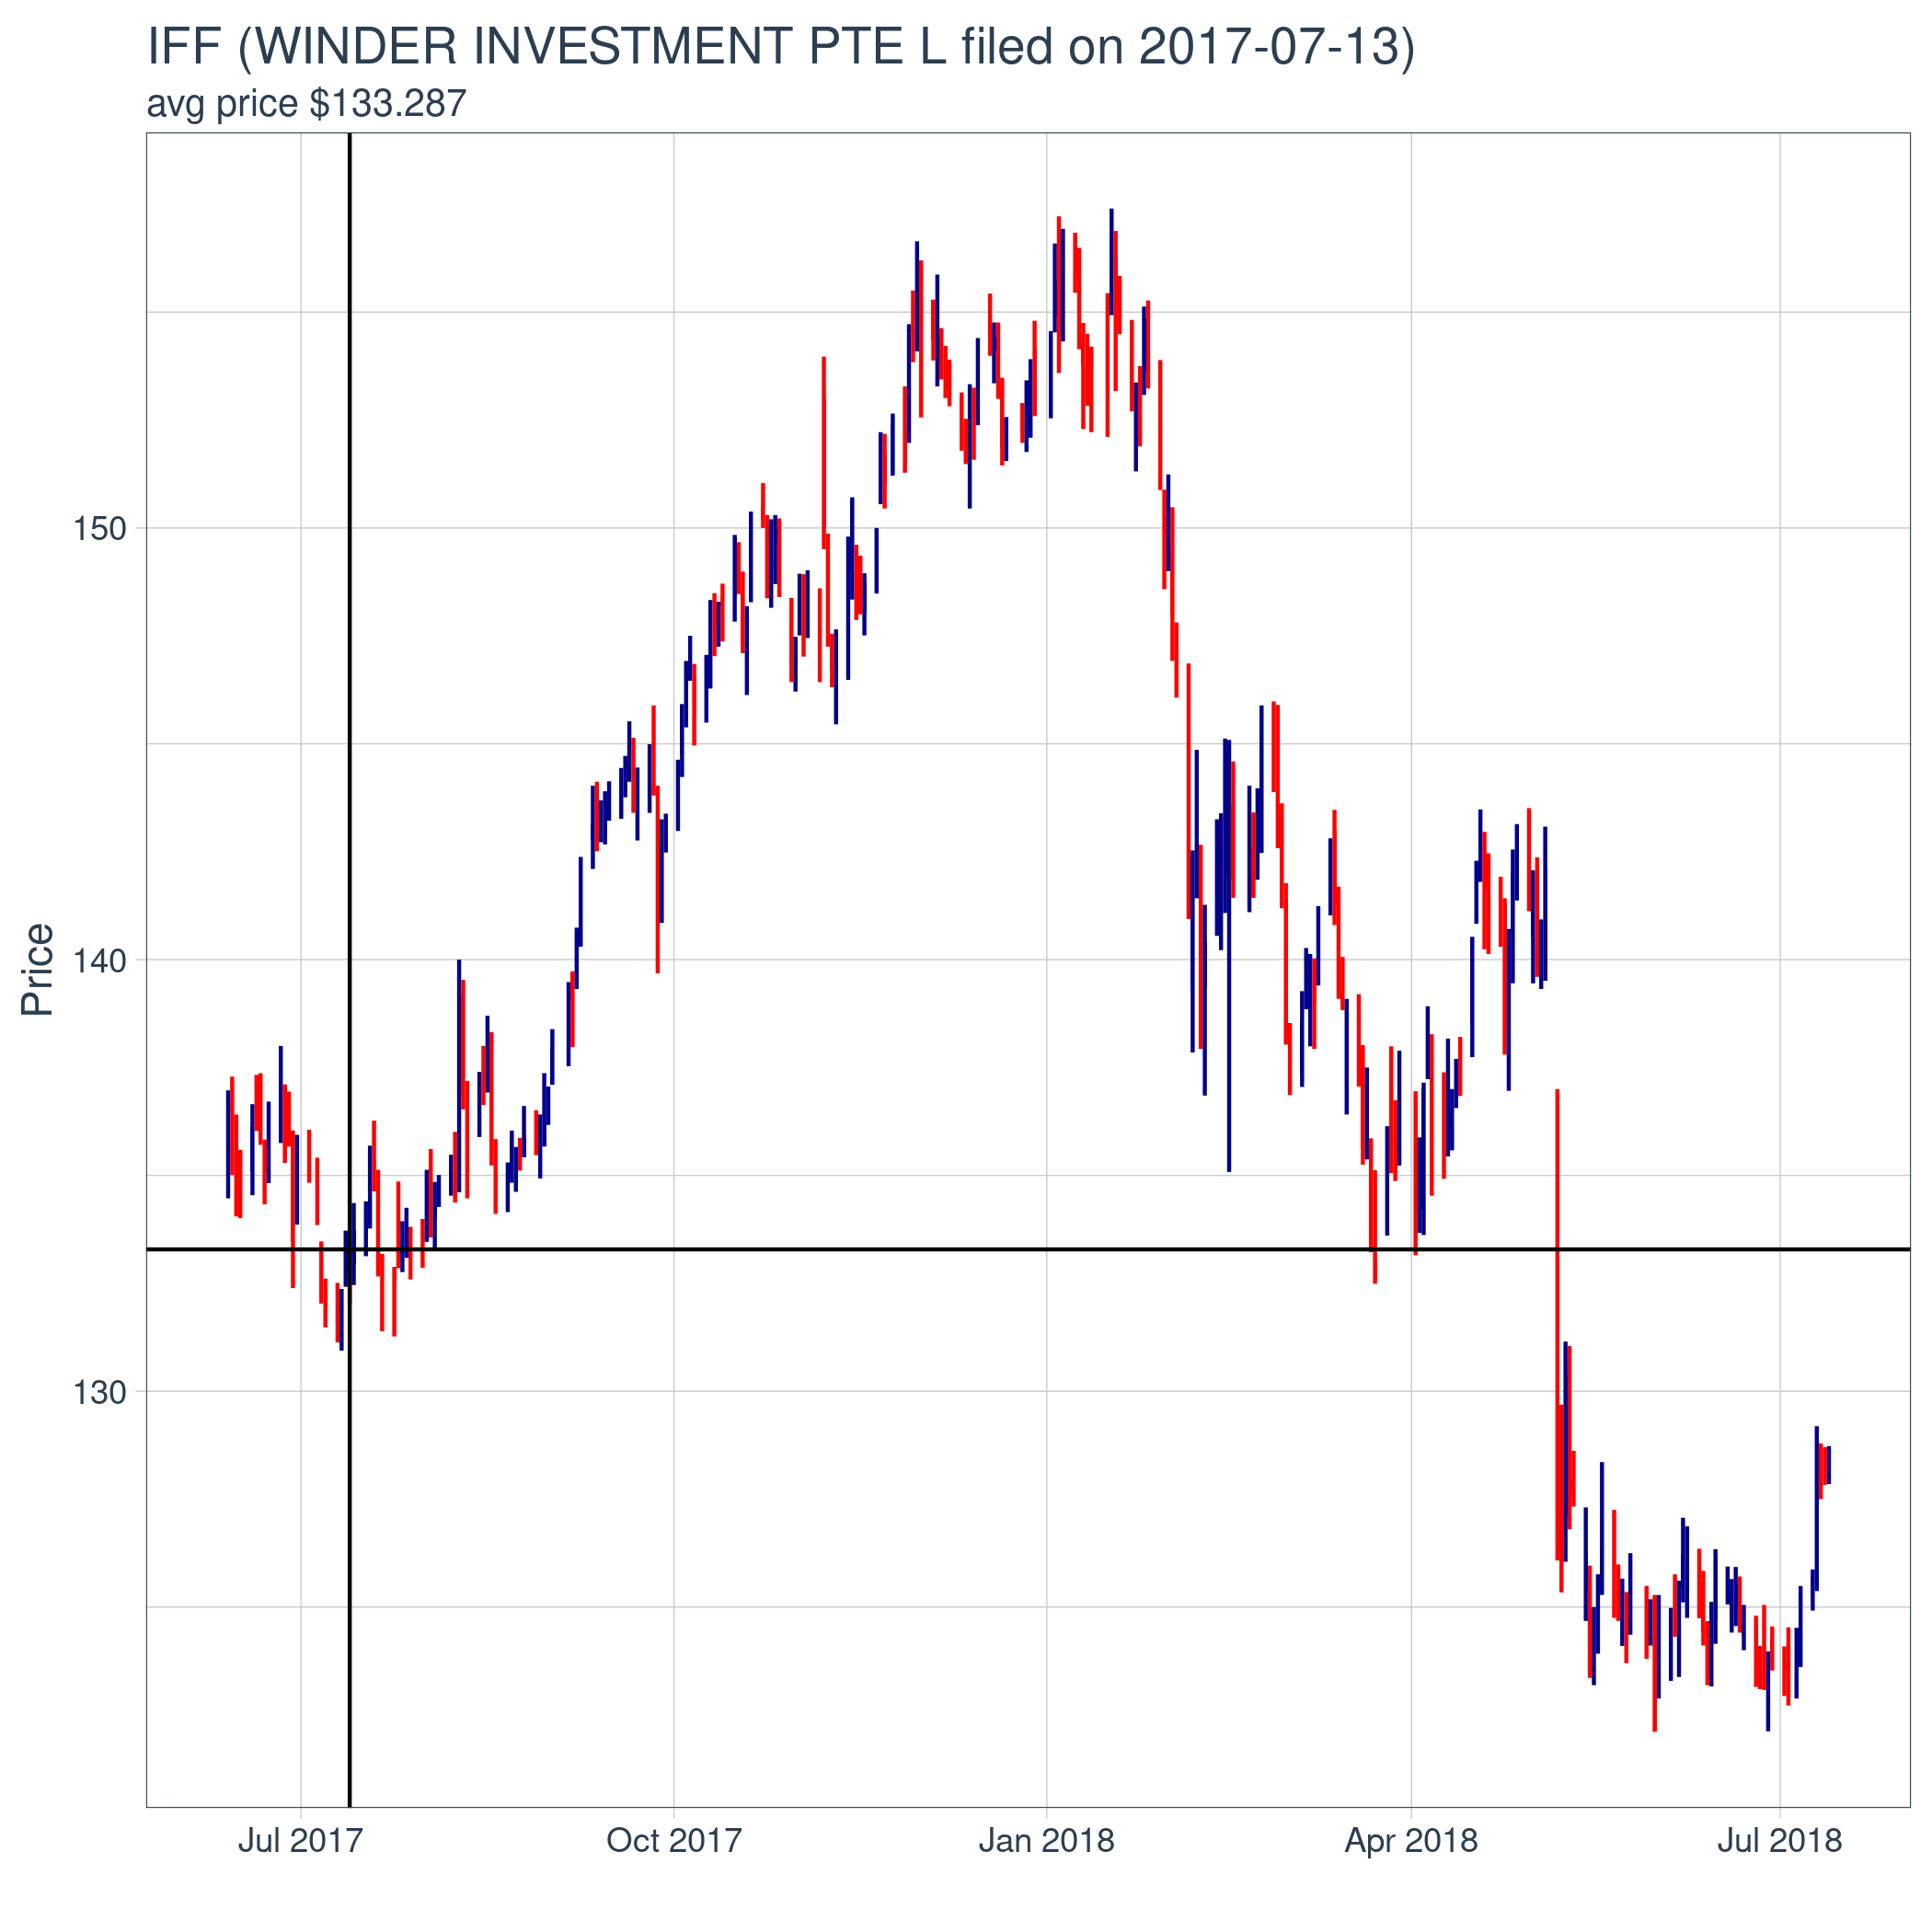 IFF (WINDER INVESTMENT PTE L filed on 2017-07-13)
avg price $133.287
Price
150
140
130
Jul 2017 Oct 2017 Jan 2018 Apr 2018 Jul 2018